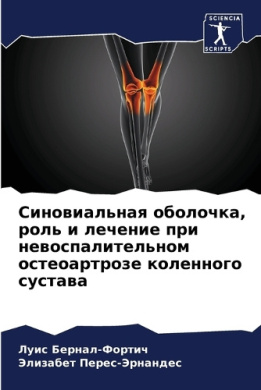 SCIENCIA
SCRIPTS
Синовиальная оболочка,
роль и лечение при
невоспалительном
остеоартрозе коленного
сустава
Луис Бернал-Фортич
Элизабет Перес-Эрнандес